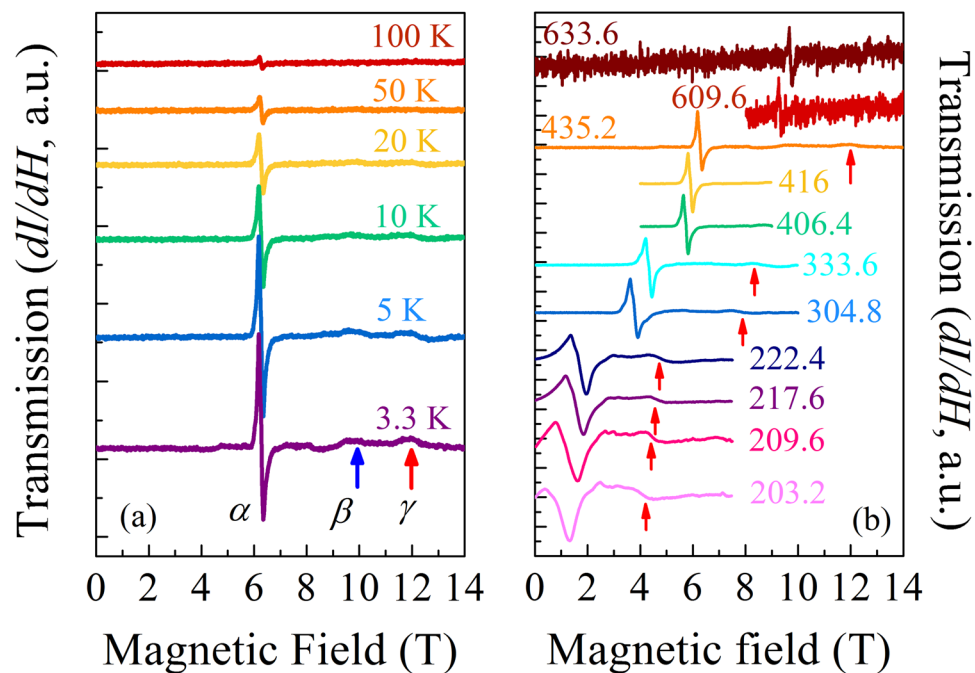 Transmission (dI/dH, a.u.)
100 K
50 K
20 K
10 K
5 K
3.3 K
(a)
α
β
γ
0 2 4 6 8 10 12 14
Magnetic Field (T)
633.6
609.6
435.2
416
406.4
333.6
304.8
222.4
217.6
209.6
203.2
(b)
0 2 4 6 8 10 12 14
Magnetic field (T)
Transmission (dI/dH, a.u.)